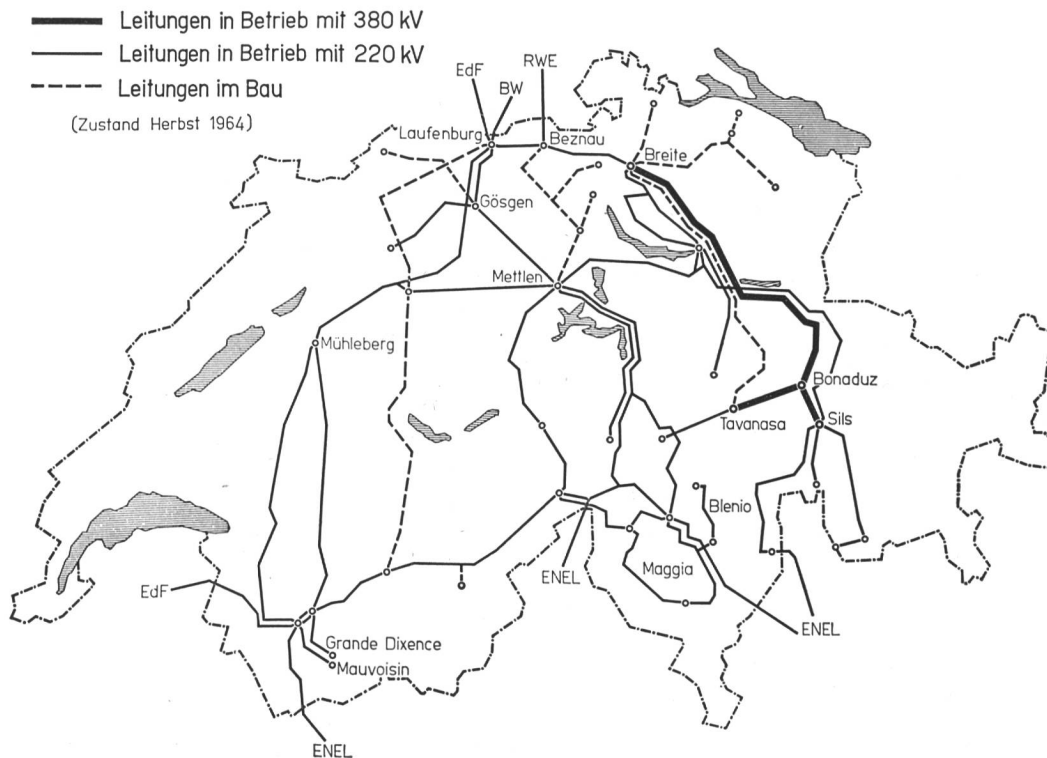 Leitungen in Betrieb mit 380 kV
Leitungen in Betrieb mit 220 kV
Leitungen im Bau
(Zustand Herbst 1964)
RWE
EdF
BW
Laufenburg
Beznau
Breite
Gösgen
Mettlen
Mühleberg
Bonaduz
Tavanasa
Sils
Blenio
ENEL
Maggia
EdF
ENEL
Grande Dixence
Mauvoisin
ENEL